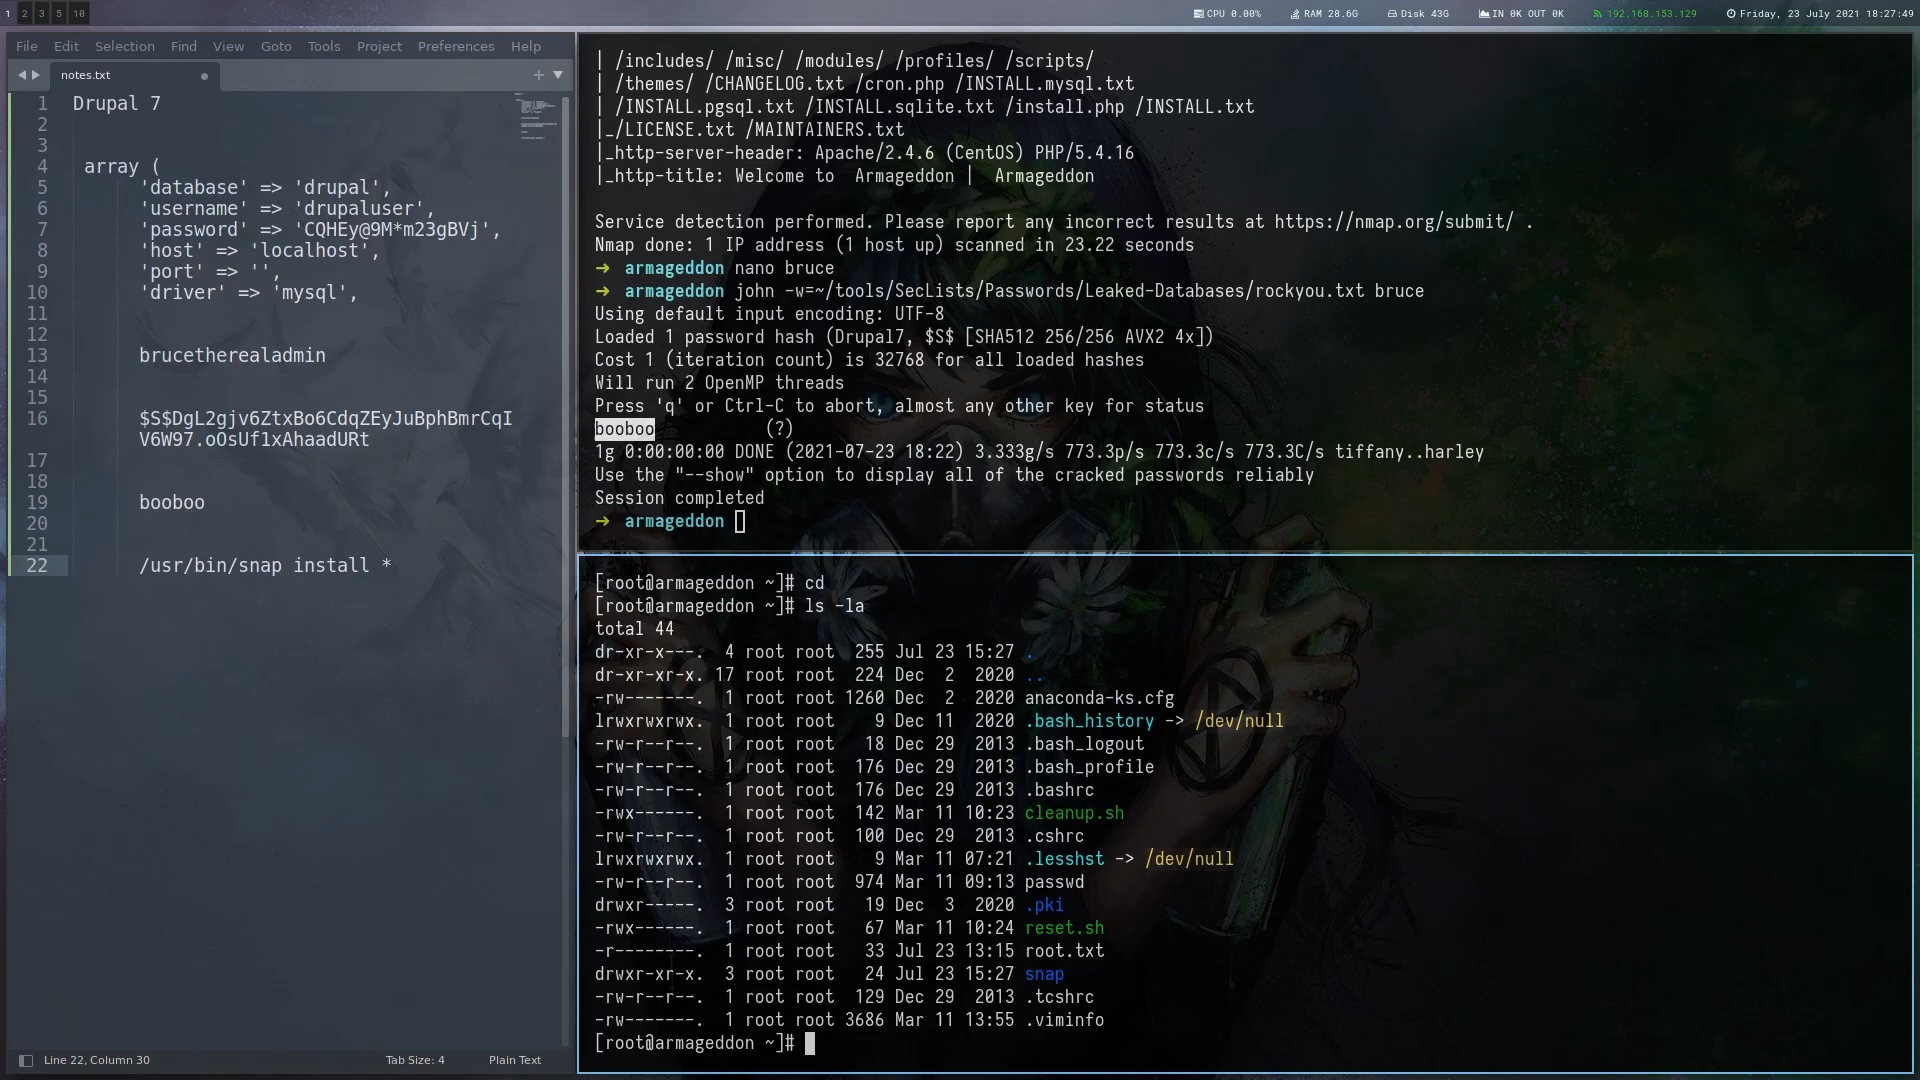 1 2 3 5 10
CPU 0.00% RAM 28.6G Disk 43G IN 0K OUT 0K 192.168.153.129 Friday, 23 July 2021 18:27:49
File Edit Selection Find View Goto Tools Project Preferences Help
notes.txt
1 Drupal 7
2
3
4 array (
5 'database' => 'drupal',
6 'username' => 'drupaluser',
7 'password' => 'CQHEy@9M*m23gBVj',
8 'host' => 'localhost',
9 'port' => '',
10 'driver' => 'mysql',
11
12
13 brucetherealadmin
14
15
16 $S$DgL2gjv6ZtxBo6CdqZEyJuBphBmrCqI
V6W97.oOsUf1xAhaadURt
17
18
19 booboo
20
21
22 /usr/bin/snap install *
Line 22, Column 30 Tab Size: 4 Plain Text
| /includes/ /misc/ /modules/ /profiles/ /scripts/
| /themes/ /CHANGELOG.txt /cron.php /INSTALL.mysql.txt
| /INSTALL.pgsql.txt /INSTALL.sqlite.txt /install.php /INSTALL.txt
|_/LICENSE.txt /MAINTAINERS.txt
|_http-server-header: Apache/2.4.6 (CentOS) PHP/5.4.16
|_http-title: Welcome to  Armageddon |  Armageddon
Service detection performed. Please report any incorrect results at https://nmap.org/submit/ .
Nmap done: 1 IP address (1 host up) scanned in 23.22 seconds
→ armageddon nano bruce
→ armageddon john -w=~/tools/SecLists/Passwords/Leaked-Databases/rockyou.txt bruce
Using default input encoding: UTF-8
Loaded 1 password hash (Drupal7, $S$ [SHA512 256/256 AVX2 4x])
Cost 1 (iteration count) is 32768 for all loaded hashes
Will run 2 OpenMP threads
Press 'q' or Ctrl-C to abort, almost any other key for status
booboo (?)
1g 0:00:00:00 DONE (2021-07-23 18:22) 3.333g/s 773.3p/s 773.3c/s 773.3C/s tiffany..harley
Use the "--show" option to display all of the cracked passwords reliably
Session completed
→ armageddon
[root@armageddon ~]# cd
[root@armageddon ~]# ls -la
total 44
dr-xr-x---. 4 root root 255 Jul 23 15:27 .
dr-xr-xr-x. 17 root root 224 Dec 2 2020 ..
-rw-------. 1 root root 1260 Dec 2 2020 anaconda-ks.cfg
lrwxrwxrwx. 1 root root 9 Dec 11 2020 .bash_history -> /dev/null
-rw-r--r--. 1 root root 18 Dec 29 2013 .bash_logout
-rw-r--r--. 1 root root 176 Dec 29 2013 .bash_profile
-rw-r--r--. 1 root root 176 Dec 29 2013 .bashrc
-rwx------. 1 root root 142 Mar 11 10:23 cleanup.sh
-rw-r--r--. 1 root root 100 Dec 29 2013 .cshrc
lrwxrwxrwx. 1 root root 9 Mar 11 07:21 .lesshst -> /dev/null
-rw-r--r--. 1 root root 974 Mar 11 09:13 passwd
drwxr-----. 3 root root 19 Dec 3 2020 .pki
-rwx------. 1 root root 67 Mar 11 10:24 reset.sh
-r--------. 1 root root 33 Jul 23 13:15 root.txt
drwxr-xr-x. 3 root root 24 Jul 23 15:27 snap
-rw-r--r--. 1 root root 129 Dec 29 2013 .tcshrc
-rw-------. 1 root root 3686 Mar 11 13:55 .viminfo
[root@armageddon ~]#